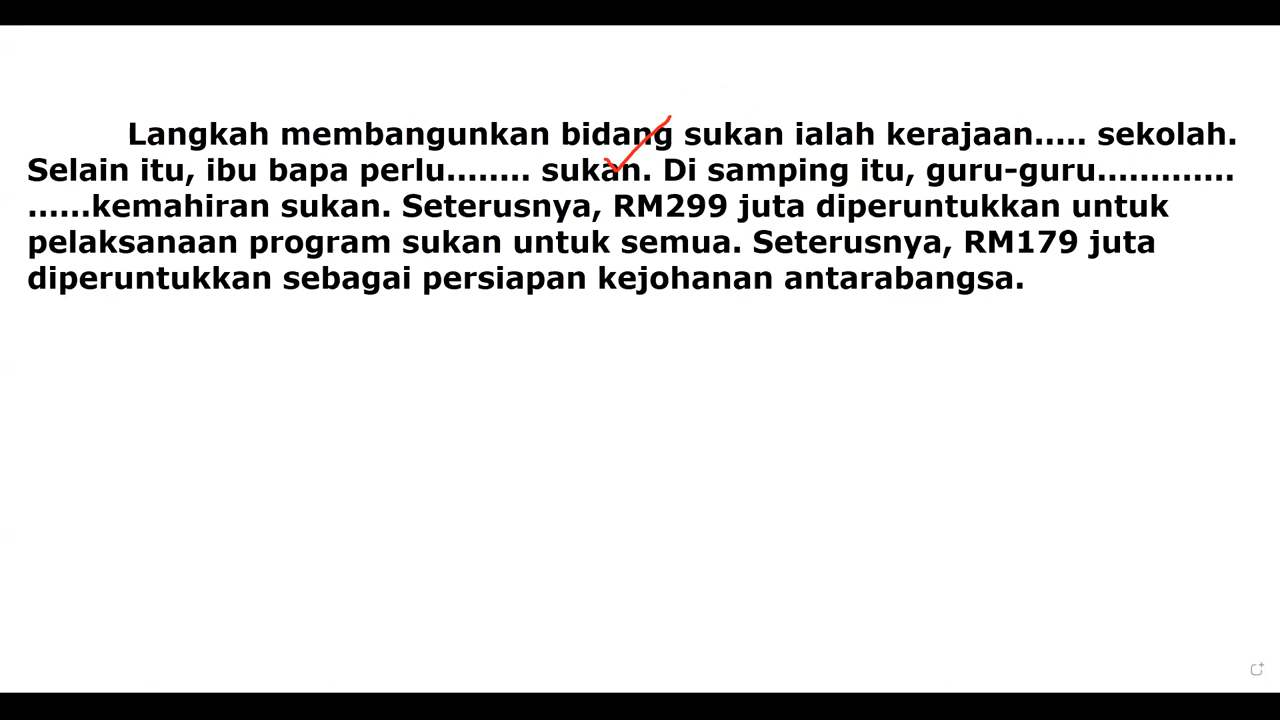 Langkah membangunkan bidang sukan ialah kerajaan..... sekolah.
Selain itu, ibu bapa perlu........ sukan. Di samping itu, guru-guru.............
......kemahiran sukan. Seterusnya, RM299 juta diperuntukkan untuk
pelaksanaan program sukan untuk semua. Seterusnya, RM179 juta
diperuntukkan sebagai persiapan kejohanan antarabangsa.